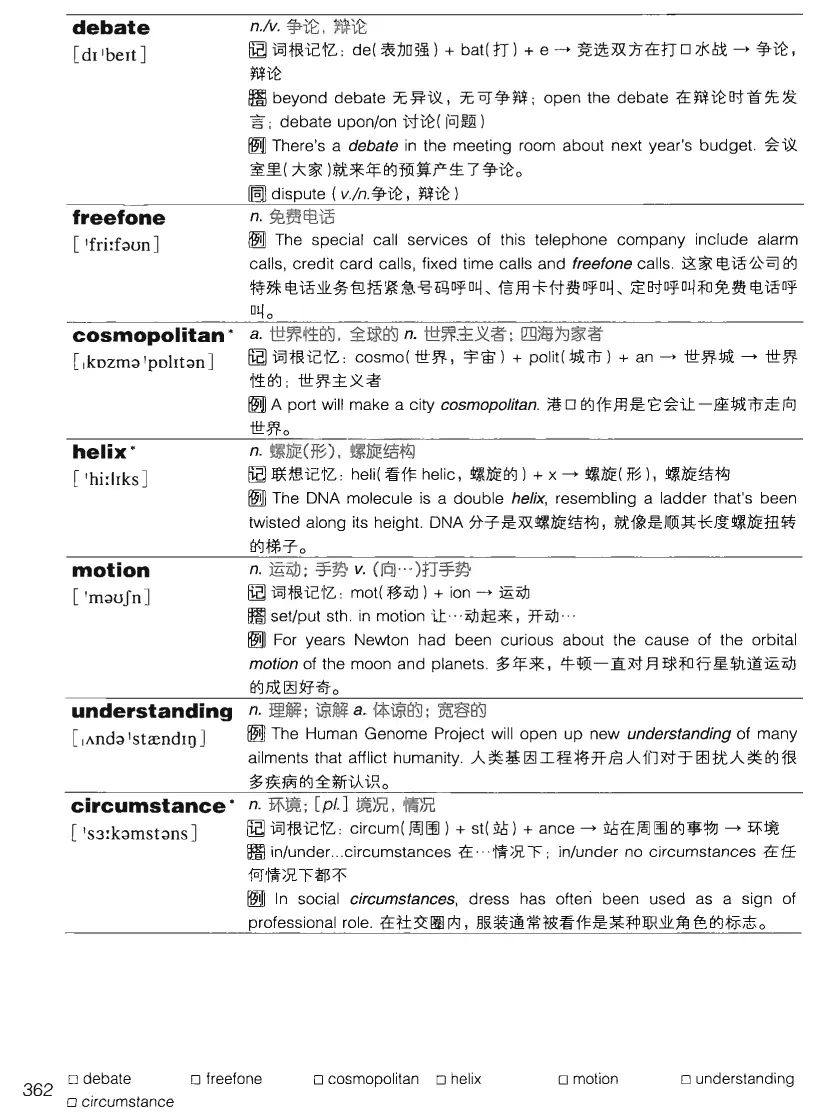 debate n./v. 争论, 辩论
[dɪˈbeɪt] 记 词根记忆: de(表加强) + bat(打) + e → 竞选双方在打口水战 → 争论,
辩论
搭 beyond debate 无异议, 无可争辩; open the debate 在辩论时首先发
言; debate upon/on 讨论(问题)
例 There's a debate in the meeting room about next year's budget. 会议
室里(大家)就来年的预算产生了争论。
同 dispute (v./n.争论, 辩论)
freefone n. 免费电话
[ˈfriːfəʊn] 例 The special call services of this telephone company include alarm
calls, credit card calls, fixed time calls and freefone calls. 这家电话公司的
特殊电话业务包括紧急号码呼叫、信用卡付费呼叫、定时呼叫和免费电话呼
叫。
cosmopolitan* a. 世界性的, 全球的 n. 世界主义者; 四海为家者
[ˌkɒzməˈpɒlɪtən] 记 词根记忆: cosmo(世界, 宇宙) + polit(城市) + an → 世界城 → 世界
性的; 世界主义者
例 A port will make a city cosmopolitan. 港口的作用是它会让一座城市走向
世界。
helix* n. 螺旋(形), 螺旋结构
[ˈhiːlɪks] 记 联想记忆: heli(看作 helic, 螺旋的) + x → 螺旋(形), 螺旋结构
例 The DNA molecule is a double helix, resembling a ladder that's been
twisted along its height. DNA 分子是双螺旋结构, 就像是顺其长度螺旋扭转
的梯子。
motion n. 运动; 手势 v. (向…)打手势
[ˈməʊʃn] 记 词根记忆: mot(移动) + ion → 运动
搭 set/put sth. in motion 让…动起来, 开动…
例 For years Newton had been curious about the cause of the orbital
motion of the moon and planets. 多年来, 牛顿一直对月球和行星轨道运动
的成因好奇。
understanding n. 理解; 谅解 a. 体谅的; 宽容的
[ˌʌndəˈstændɪŋ] 例 The Human Genome Project will open up new understanding of many
ailments that afflict humanity. 人类基因工程将开启人们对于困扰人类的很
多疾病的全新认识。
circumstance* n. 环境; [pl.] 境况, 情况
[ˈsɜːkəmstəns] 记 词根记忆: circum(周围) + st(站) + ance → 站在周围的事物 → 环境
搭 in/under...circumstances 在…情况下; in/under no circumstances 在任
何情况下都不
例 In social circumstances, dress has often been used as a sign of
professional role. 在社交圈内, 服装通常被看作是某种职业角色的标志。
362 □ debate □ freefone □ cosmopolitan □ helix □ motion □ understanding
□ circumstance